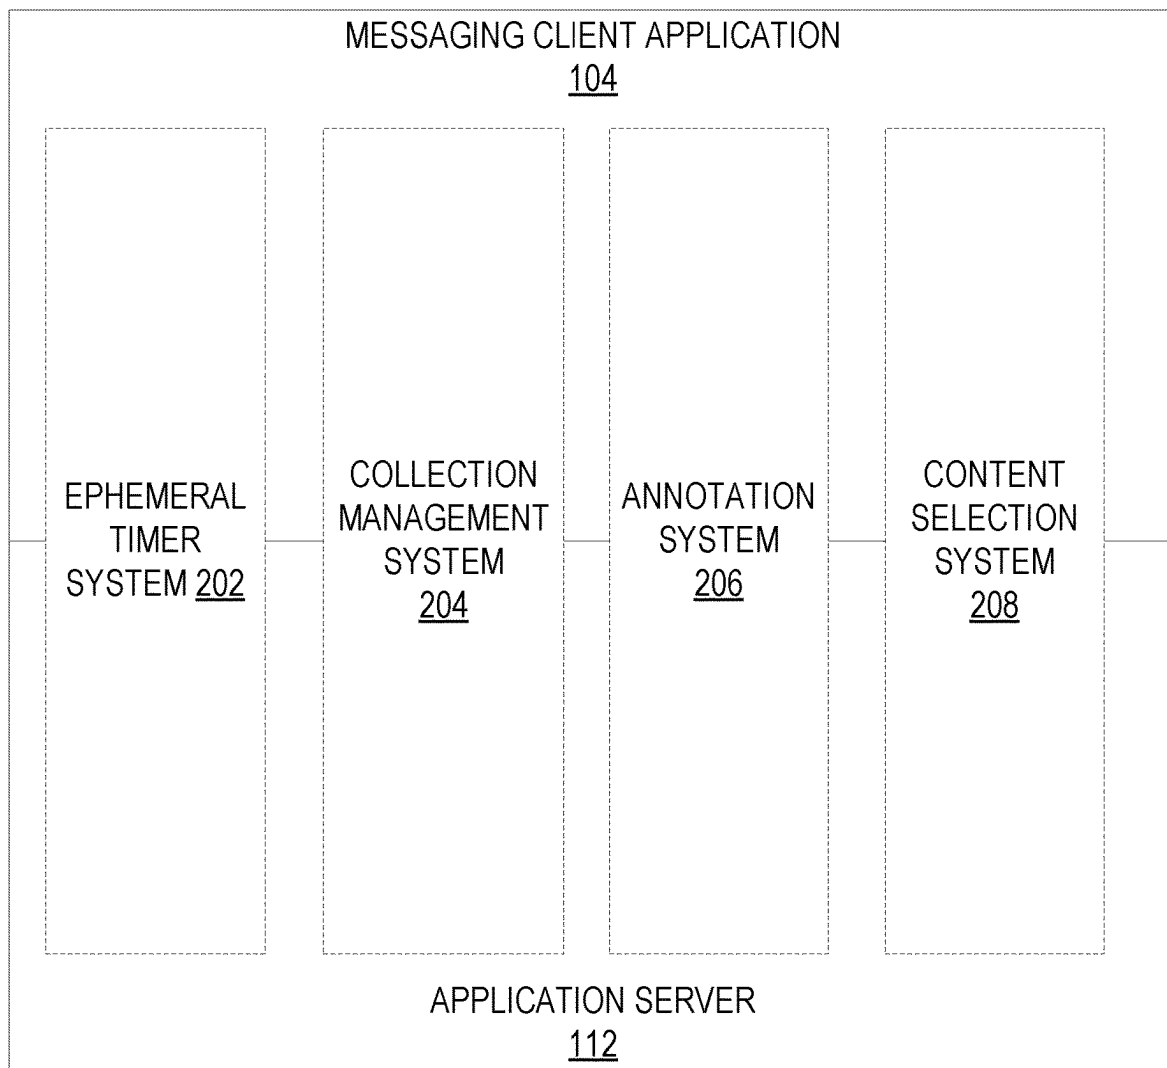 MESSAGING CLIENT APPLICATION
104
EPHEMERAL
TIMER
SYSTEM 202
COLLECTION
MANAGEMENT
SYSTEM
204
ANNOTATION
SYSTEM
206
CONTENT
SELECTION
SYSTEM
208
APPLICATION SERVER
112